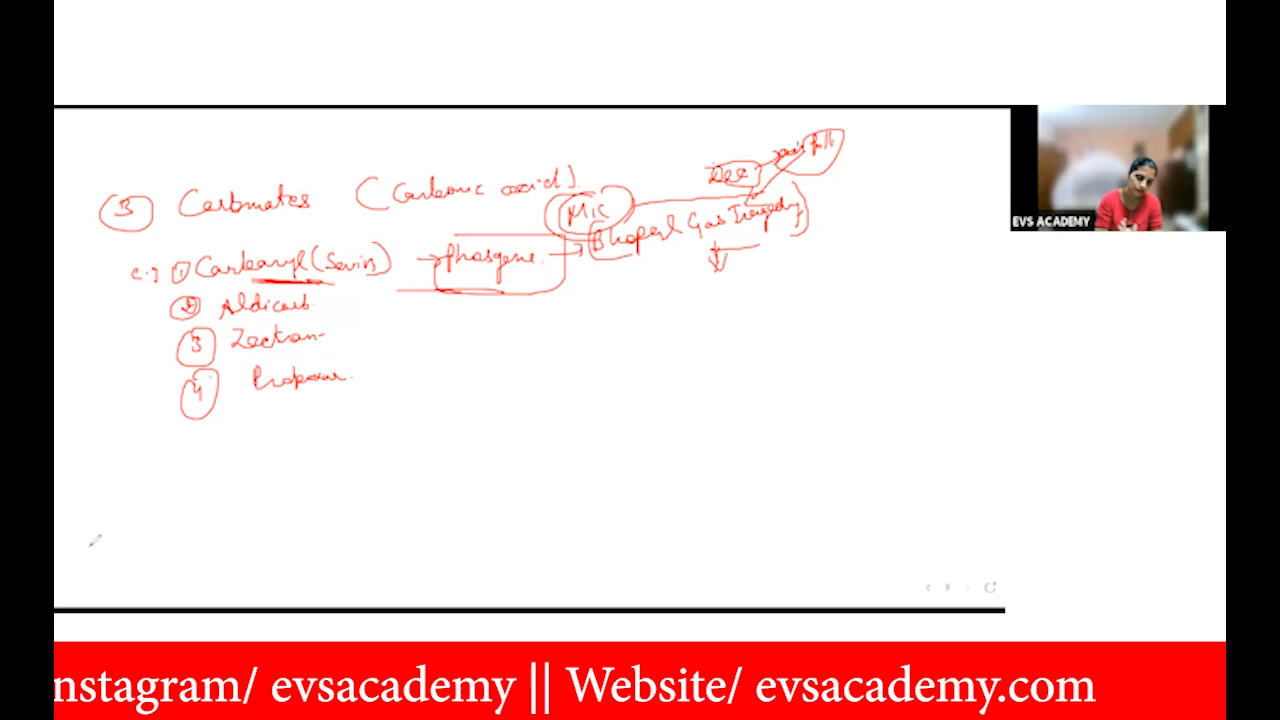 Dec rainfall
3 Carbmates (Carbonic acid)
MIC
Bhopal Gas Tragedy)
e.g ① Carbaryl (Sevin) → Phosgene. →
② Aldicarb.
3 Zectran
4 Propoxur.
EVS ACADEMY
nstagram/ evsacademy || Website/ evsacademy.com